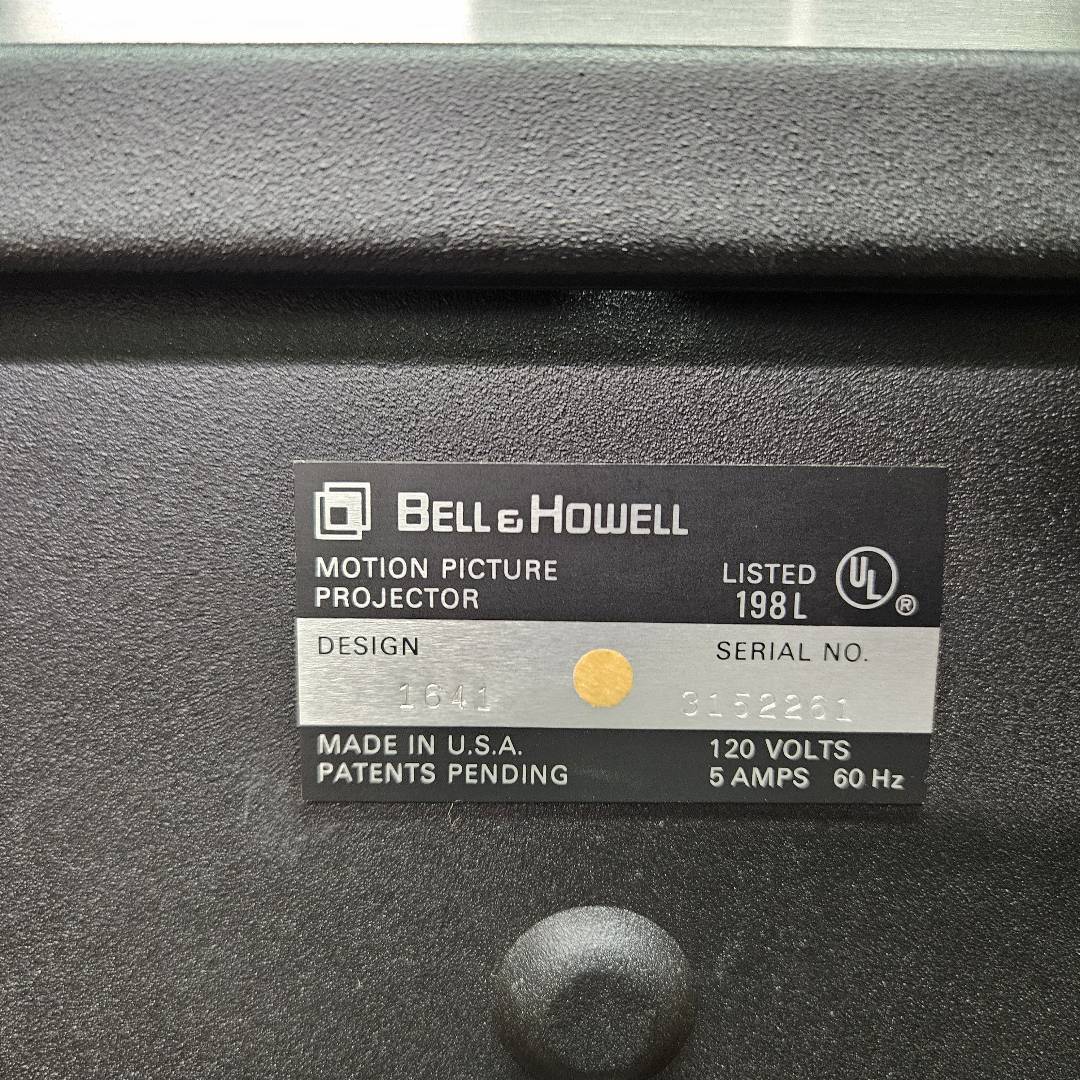 BELL & HOWELL
MOTION PICTURE
PROJECTOR
LISTED UL ®
198 L
DESIGN
1641
SERIAL NO.
3152261
MADE IN U.S.A.
PATENTS PENDING
120 VOLTS
5 AMPS 60 Hz